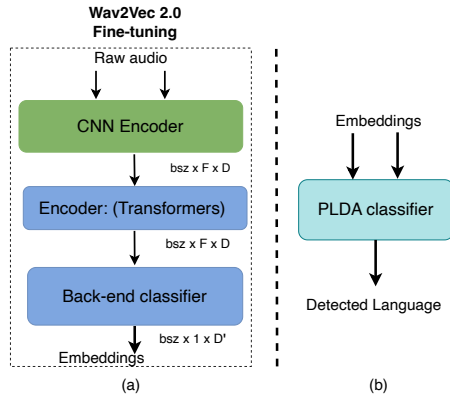 Wav2Vec 2.0
Fine-tuning
Raw audio
CNN Encoder
bsz x F x D
Encoder: (Transformers)
bsz x F x D
Back-end classifier
bsz x 1 x D'
Embeddings
(a)
Embeddings
PLDA classifier
Detected Language
(b)